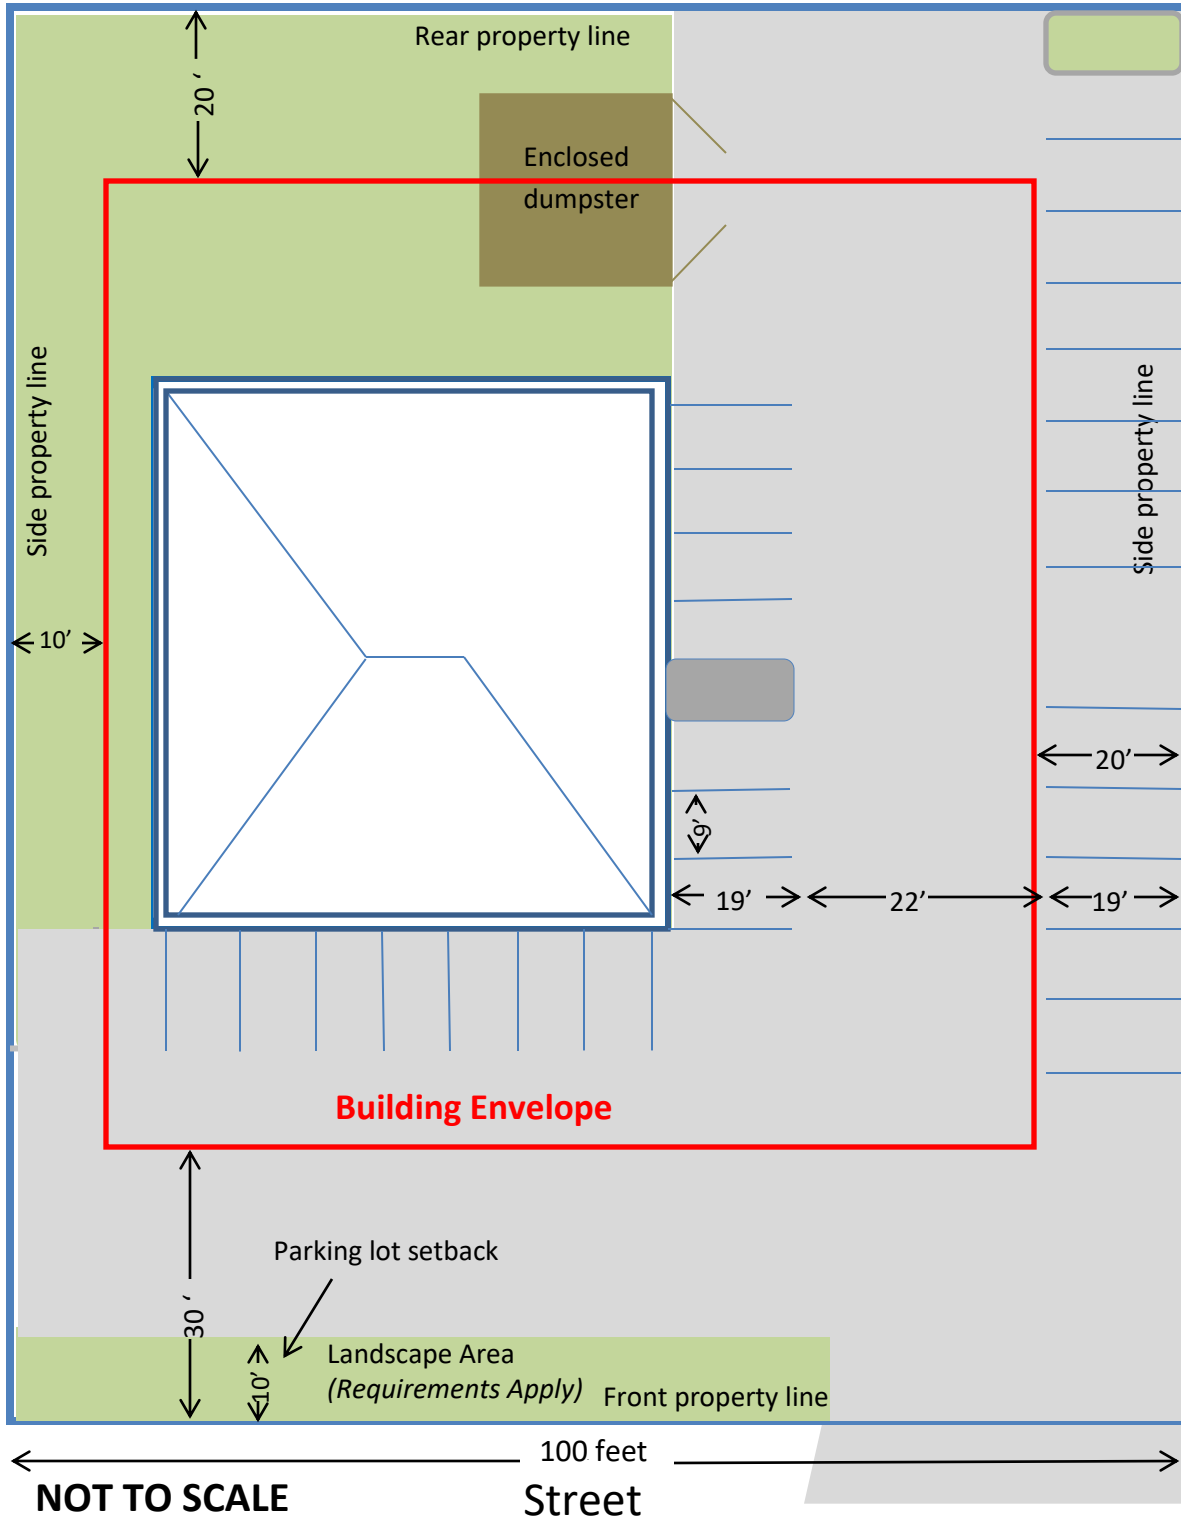 Rear property line
20 ‘
Enclosed
dumpster
Side property line
Side property line
10’
20’
9’
19’
22’
19’
Building Envelope
Parking lot setback
30 ‘
10’
Landscape Area
(Requirements Apply)
Front property line
100 feet
NOT TO SCALE
Street